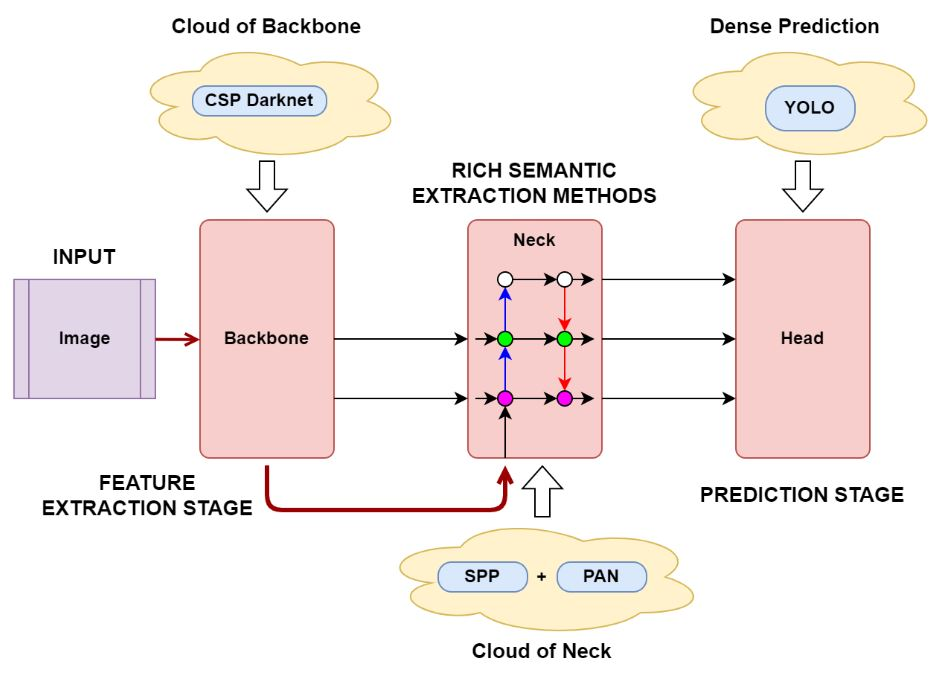 Cloud of Backbone
Dense Prediction
CSP Darknet
YOLO
RICH SEMANTIC
EXTRACTION METHODS
INPUT
Neck
Image
Backbone
Head
FEATURE
EXTRACTION STAGE
PREDICTION STAGE
SPP + PAN
Cloud of Neck